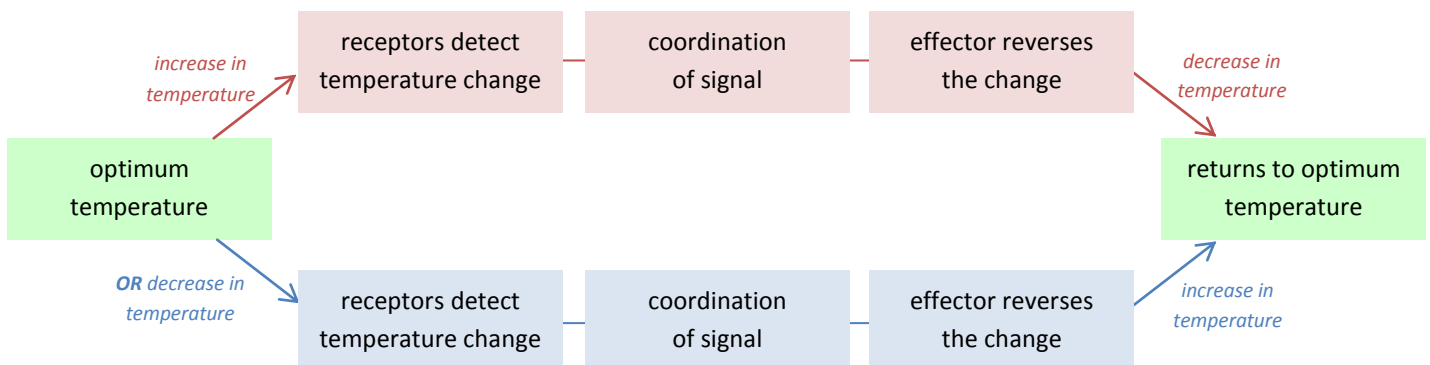 increase in
temperature
receptors detect
temperature change
coordination
of signal
effector reverses
the change
decrease in
temperature
optimum
temperature
returns to optimum
temperature
OR decrease in
temperature
receptors detect
temperature change
coordination
of signal
effector reverses
the change
increase in
temperature